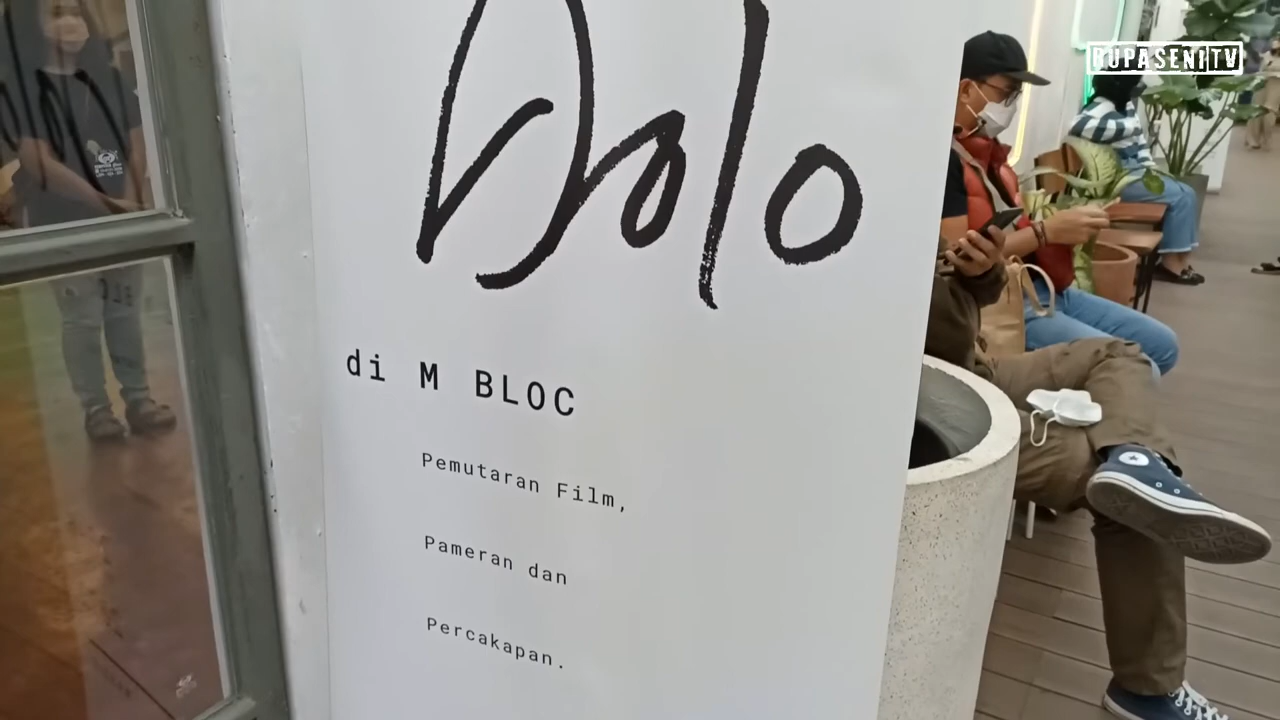 Dolo
RUPASENITV
di M BLOC
Pemutaran Film,
Pameran dan
Percakapan.